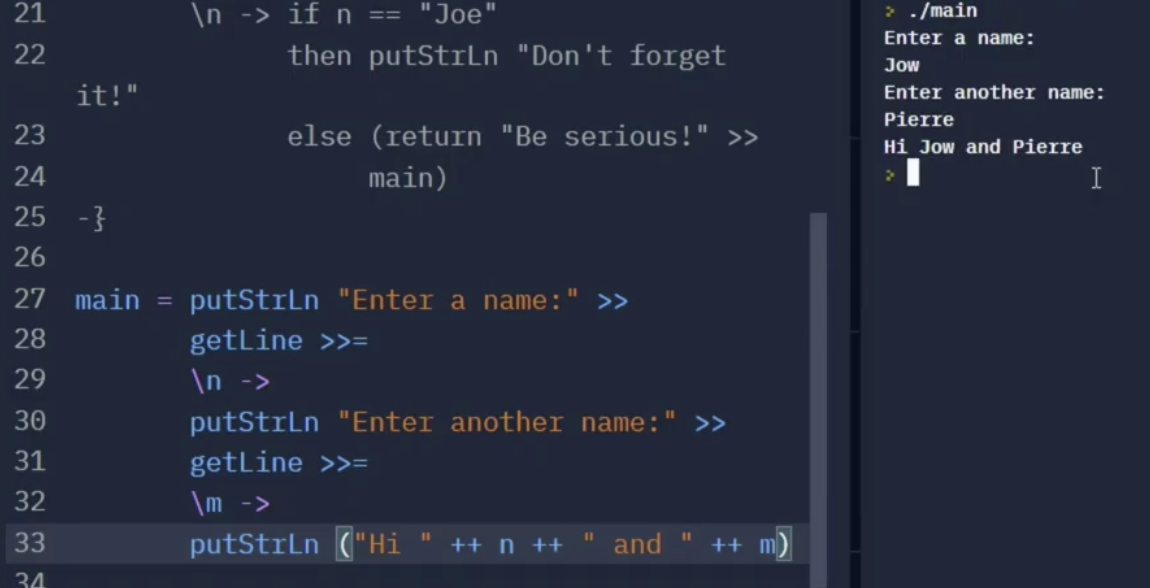 21 \n -> if n == "Joe"
22 then putStrLn "Don't forget
it!"
23 else (return "Be serious!" >>
24 main)
25 -}
26
27 main = putStrLn "Enter a name:" >>
28 getLine >>=
29 \n ->
30 putStrLn "Enter another name:" >>
31 getLine >>=
32 \m ->
33 putStrLn ("Hi " ++ n ++ " and " ++ m)
34
> ./main
Enter a name:
Jow
Enter another name:
Pierre
Hi Jow and Pierre
>